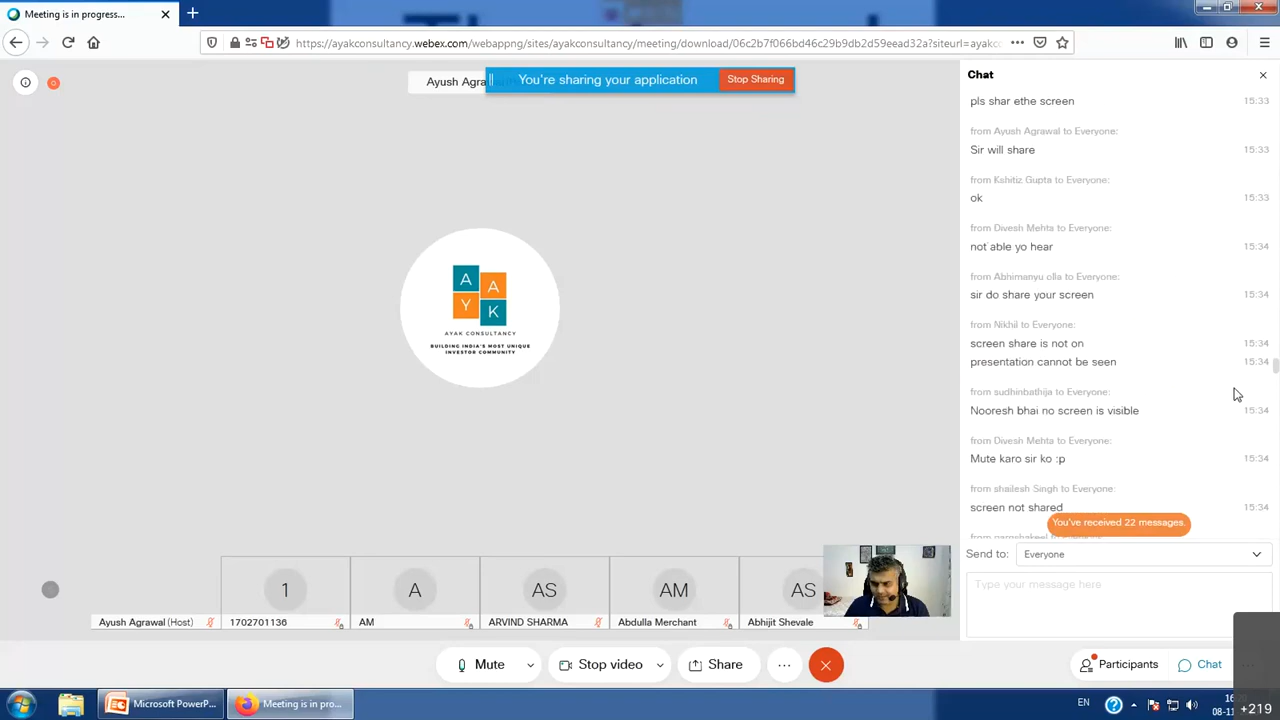 Meeting is in progress...
https://ayakconsultancy.webex.com/webappng/sites/ayakconsultancy/meeting/download/06c2b7f066bd46c29b9db2d59eead32a?siteurl=ayakc
Ayush Agra
You're sharing your application
Stop Sharing
A
A
Y
K
AYAK CONSULTANCY
BUILDING INDIA'S MOST UNIQUE
INVESTOR COMMUNITY
Chat
pls shar ethe screen 15:33
from Ayush Agrawal to Everyone:
Sir will share 15:33
from Kshitiz Gupta to Everyone:
ok 15:33
from Divesh Mehta to Everyone:
not able yo hear 15:34
from Abhimanyu olla to Everyone:
sir do share your screen 15:34
from Nikhil to Everyone:
screen share is not on 15:34
presentation cannot be seen 15:34
from sudhinbathija to Everyone:
Nooresh bhai no screen is visible 15:34
from Divesh Mehta to Everyone:
Mute karo sir ko :p 15:34
from shailesh Singh to Everyone:
screen not shared 15:34
You've received 22 messages.
Send to: Everyone
Type your message here
1 A AS AM AS
Ayush Agrawal (Host) 1702701136 AM ARVIND SHARMA Abdulla Merchant Abhijit Shevale
Mute Stop video Share
Participants Chat
Microsoft PowerP... Meeting is in pro... EN
+219